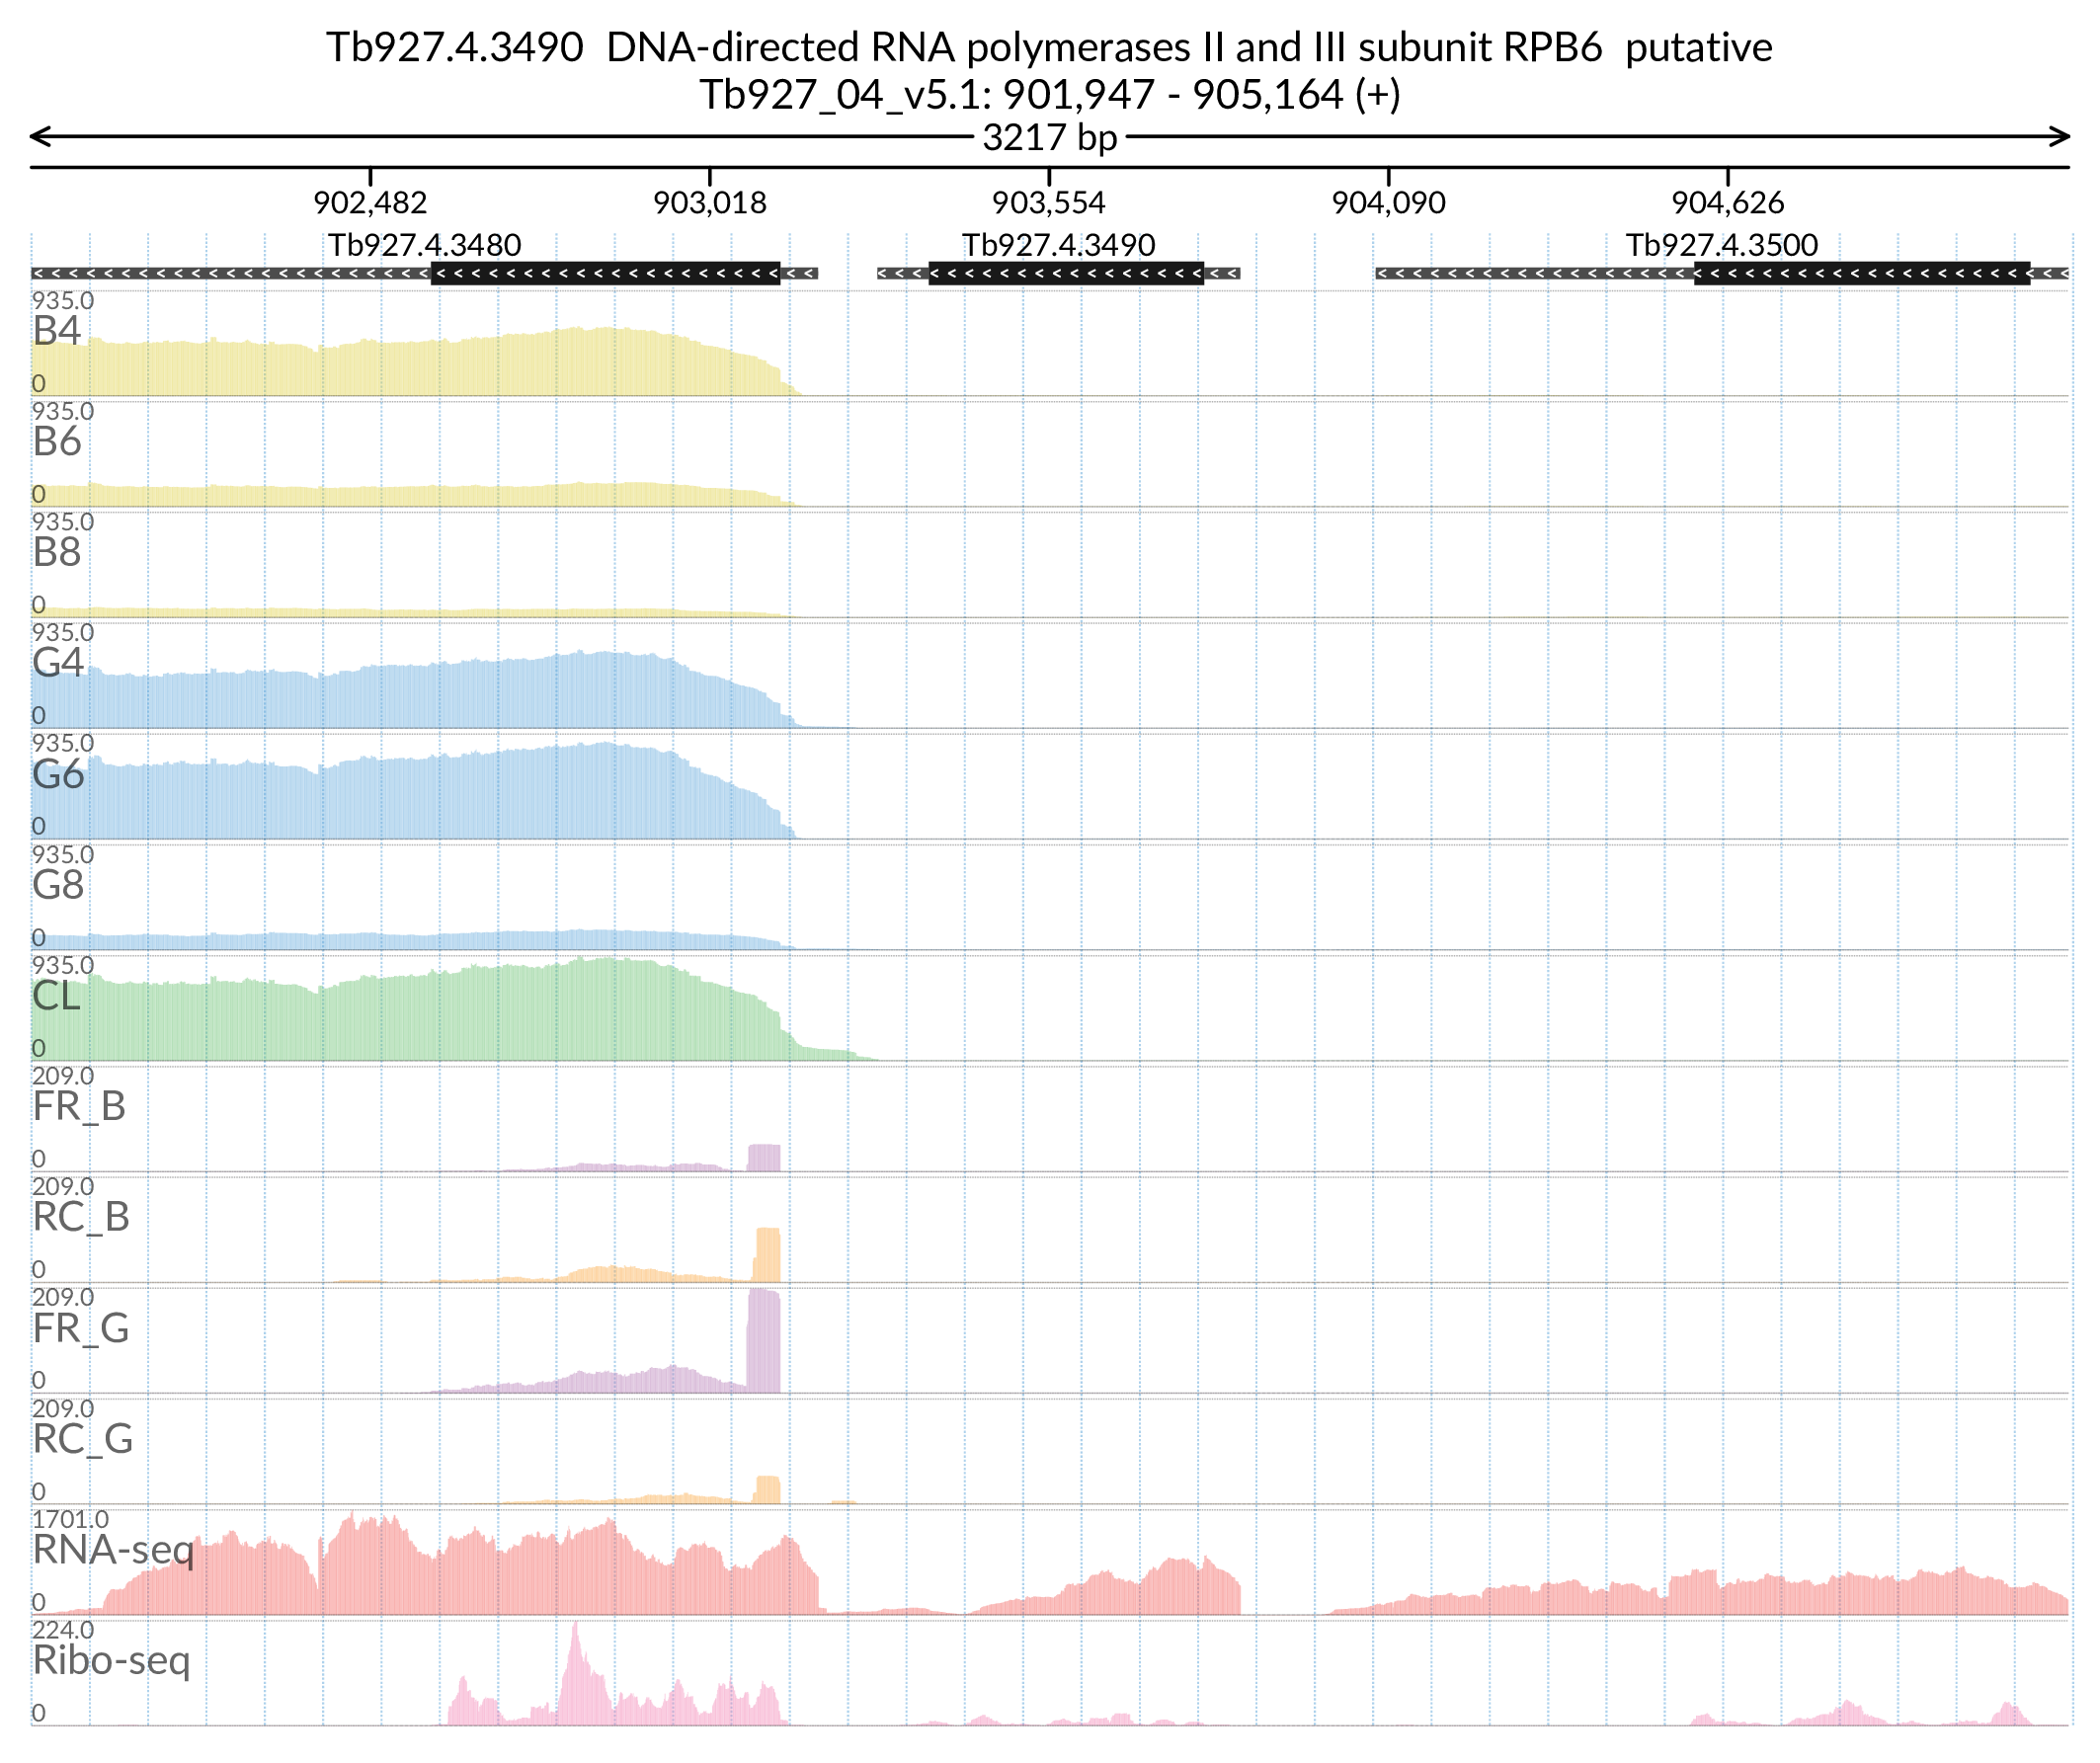 Tb927.4.3490  DNA-directed RNA polymerases II and III subunit RPB6  putative
Tb927_04_v5.1: 901,947 - 905,164 (+)
3217 bp
902,482 903,018 903,554 904,090 904,626
Tb927.4.3480 Tb927.4.3490 Tb927.4.3500
935.0
B4
0
935.0
B6
0
935.0
B8
0
935.0
G4
0
935.0
G6
0
935.0
G8
0
935.0
CL
0
209.0
FR_B
0
209.0
RC_B
0
209.0
FR_G
0
209.0
RC_G
0
1701.0
RNA-seq
0
224.0
Ribo-seq
0